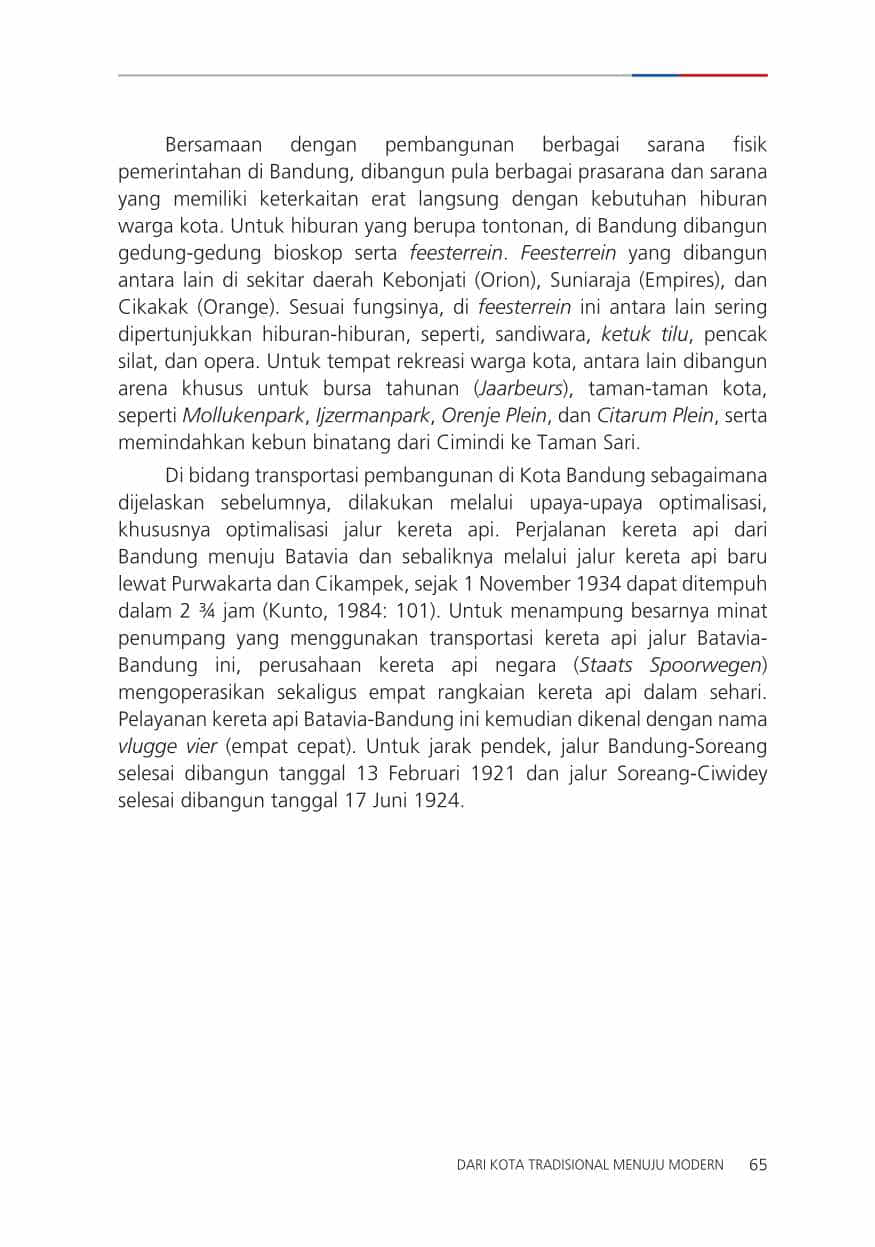 Bersamaan dengan pembangunan berbagai sarana fisik
pemerintahan di Bandung, dibangun pula berbagai prasarana dan sarana
yang memiliki keterkaitan erat langsung dengan kebutuhan hiburan
warga kota. Untuk hiburan yang berupa tontonan, di Bandung dibangun
gedung-gedung bioskop serta feesterrein. Feesterrein yang dibangun
antara lain di sekitar daerah Kebonjati (Orion), Suniaraja (Empires), dan
Cikakak (Orange). Sesuai fungsinya, di feesterrein ini antara lain sering
dipertunjukkan hiburan-hiburan, seperti, sandiwara, ketuk tilu, pencak
silat, dan opera. Untuk tempat rekreasi warga kota, antara lain dibangun
arena khusus untuk bursa tahunan (Jaarbeurs), taman-taman kota,
seperti Mollukenpark, Ijzermanpark, Orenje Plein, dan Citarum Plein, serta
memindahkan kebun binatang dari Cimindi ke Taman Sari.
Di bidang transportasi pembangunan di Kota Bandung sebagaimana
dijelaskan sebelumnya, dilakukan melalui upaya-upaya optimalisasi,
khususnya optimalisasi jalur kereta api. Perjalanan kereta api dari
Bandung menuju Batavia dan sebaliknya melalui jalur kereta api baru
lewat Purwakarta dan Cikampek, sejak 1 November 1934 dapat ditempuh
dalam 2 ¾ jam (Kunto, 1984: 101). Untuk menampung besarnya minat
penumpang yang menggunakan transportasi kereta api jalur Batavia-
Bandung ini, perusahaan kereta api negara (Staats Spoorwegen)
mengoperasikan sekaligus empat rangkaian kereta api dalam sehari.
Pelayanan kereta api Batavia-Bandung ini kemudian dikenal dengan nama
vlugge vier (empat cepat). Untuk jarak pendek, jalur Bandung-Soreang
selesai dibangun tanggal 13 Februari 1921 dan jalur Soreang-Ciwidey
selesai dibangun tanggal 17 Juni 1924.
DARI KOTA TRADISIONAL MENUJU MODERN 65